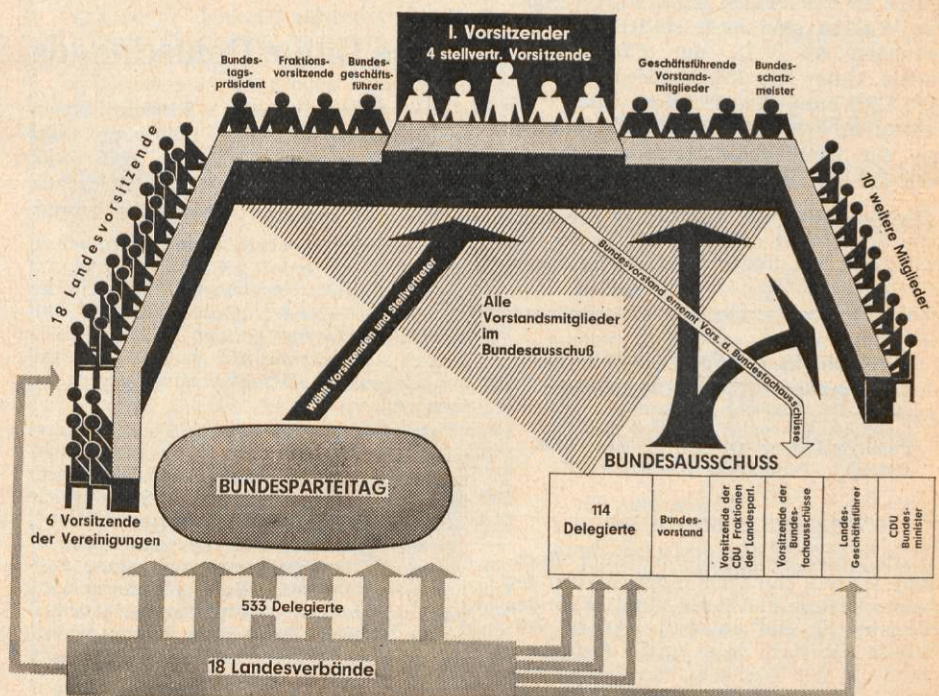 I. Vorsitzender
4 stellvertr. Vorsitzende
Bundes-
tags-
präsident
Fraktions-
vorsitzende
Bundes-
geschäfts-
führer
Geschäftsführende
Vorstands-
mitglieder
Bundes-
schatz-
meister
18 Landesvorsitzende
10 weitere Mitglieder
Wählt Vorsitzenden und Stellvertreter
Alle
Vorstandsmitglieder
im
Bundesausschuß
Bundesvorstand ernennt Vors. d. Bundesfachausschüsse
6 Vorsitzende
der Vereinigungen
BUNDESPARTEITAG
BUNDESAUSSCHUSS
114
Delegierte
Bundes-
vorstand
Vorsitzende der
CDU Fraktionen
der Landesparl.
Vorsitzende der
Bundes-
fachausschüsse
Landes-
Geschäftsführer
CDU
Bundes-
minister
533 Delegierte
18 Landesverbände